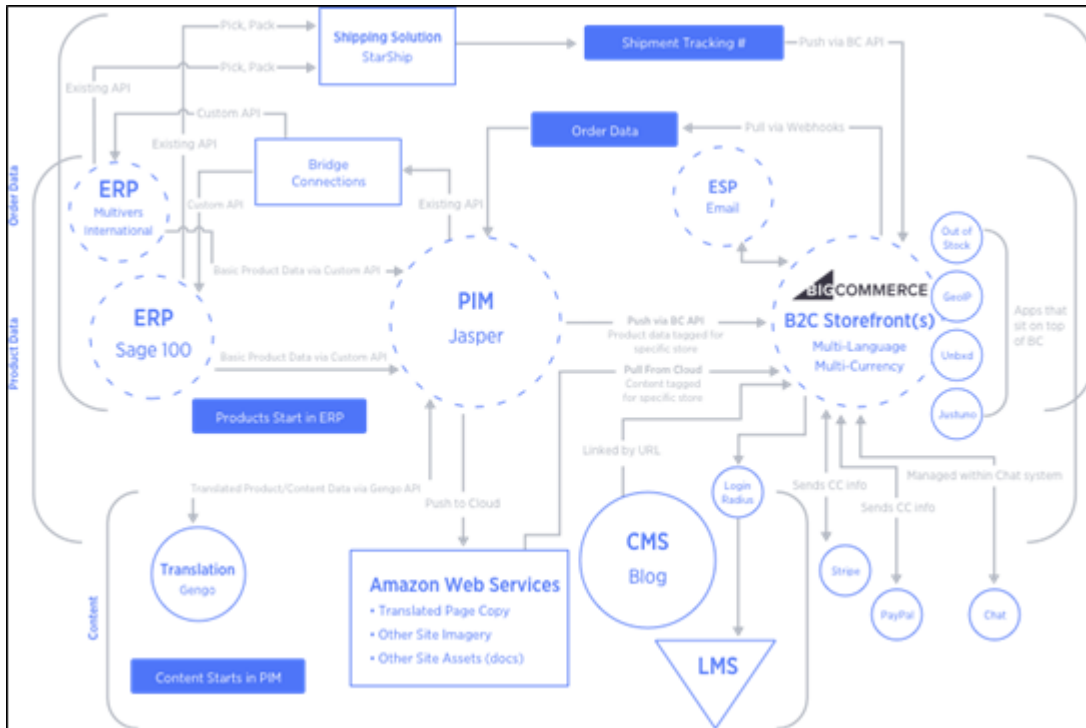 Pick, Pack
Shipping Solution
StarShip
Shipment Tracking #
Push via BC API
Pick, Pack
Existing API
Custom API
Existing API
Order Data
Pull via Webhooks
Bridge
Connections
ERP
Multivers
International
Custom API
Existing API
ESP
Email
Out of
Stock
Basic Product Data via Custom API
PIM
Jasper
BIGCOMMERCE
B2C Storefront(s)
Multi-Language
Multi-Currency
GeoIP
Apps that
sit on top
of BC
ERP
Sage 100
Push via BC API
Product data tagged for
specific store
Unbxd
Basic Product Data via Custom API
Pull From Cloud
Content tagged
for specific store
Justuno
Products Start in ERP
Order Data
Product Data
Linked by URL
Translated Product/Content Data via Gengo API
Push to Cloud
Login
Radius
Sends CC info
Managed within Chat system
Sends CC info
Translation
Gengo
CMS
Blog
Stripe
PayPal
Chat
Amazon Web Services
• Translated Page Copy
• Other Site Imagery
• Other Site Assets (docs)
Content
Content Starts in PIM
LMS